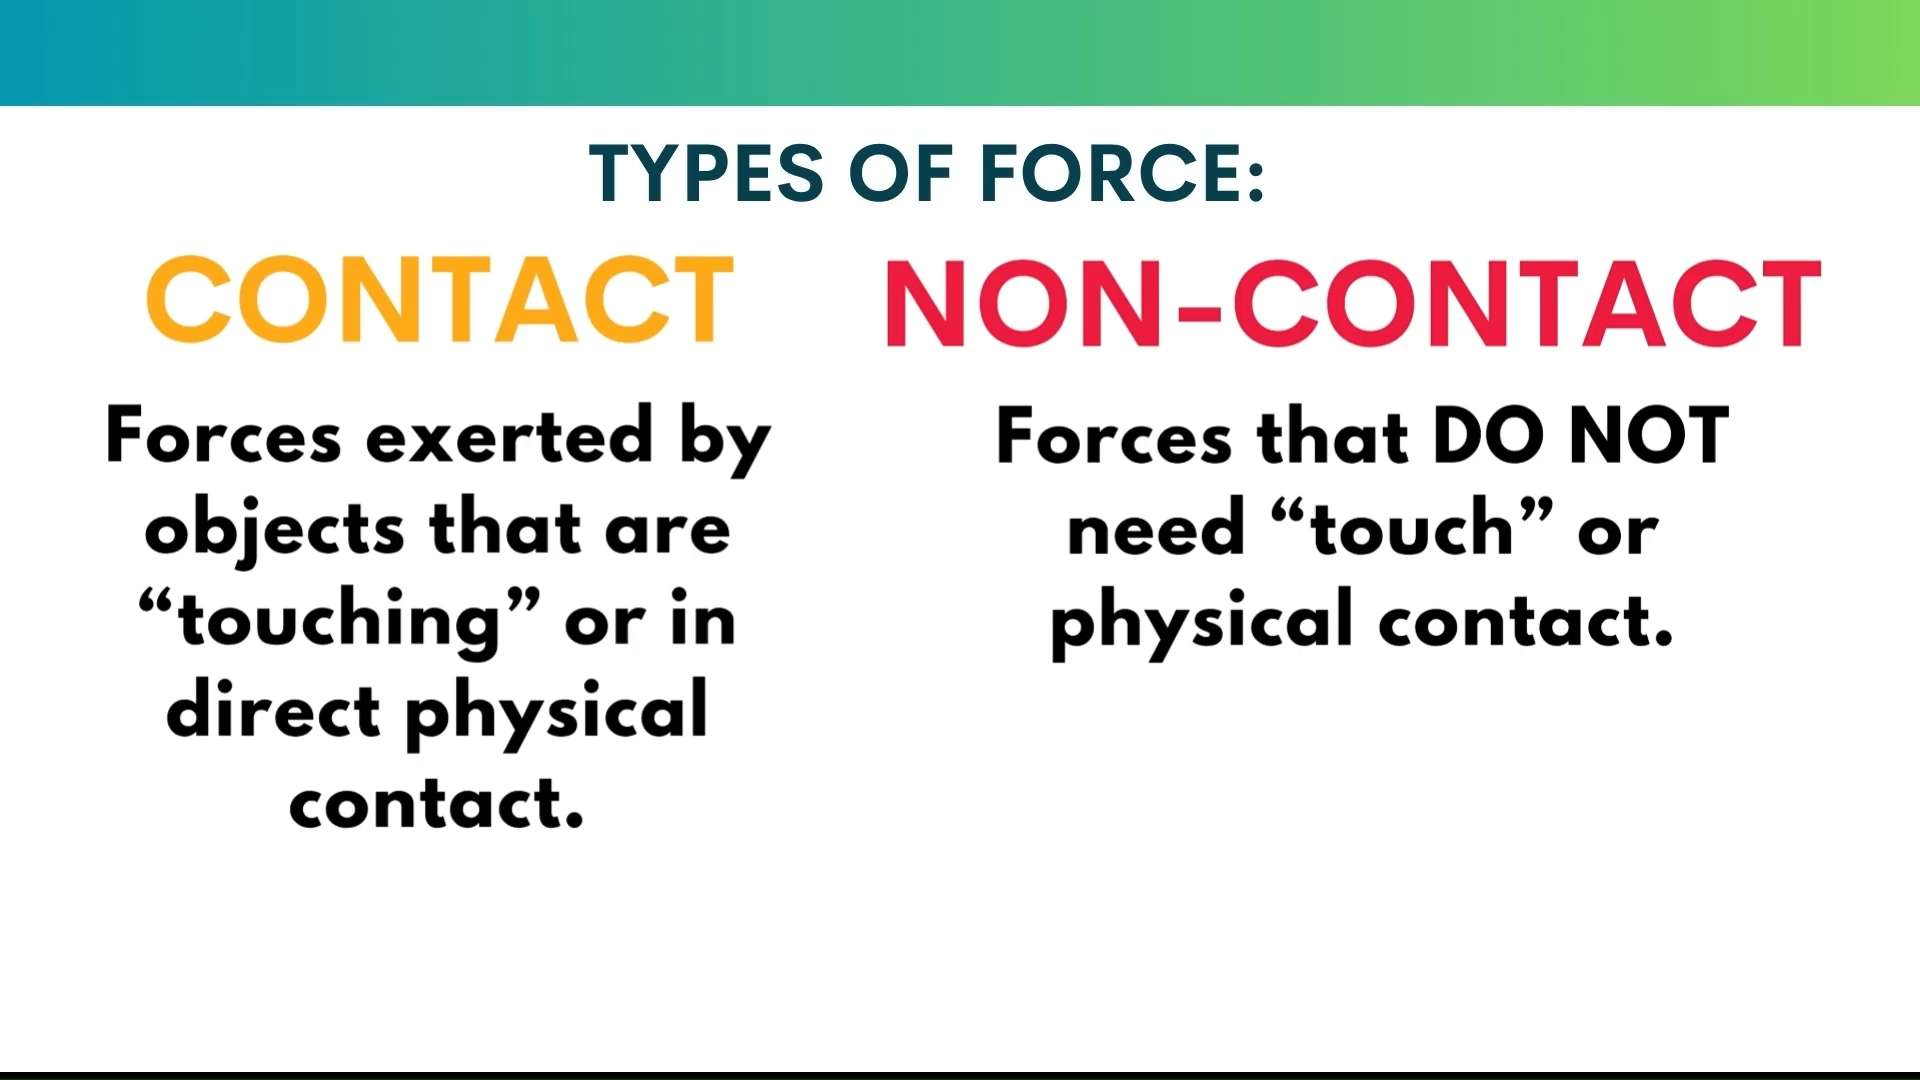 TYPES OF FORCE:
CONTACT
Forces exerted by
objects that are
“touching” or in
direct physical
contact.
NON-CONTACT
Forces that DO NOT
need “touch” or
physical contact.